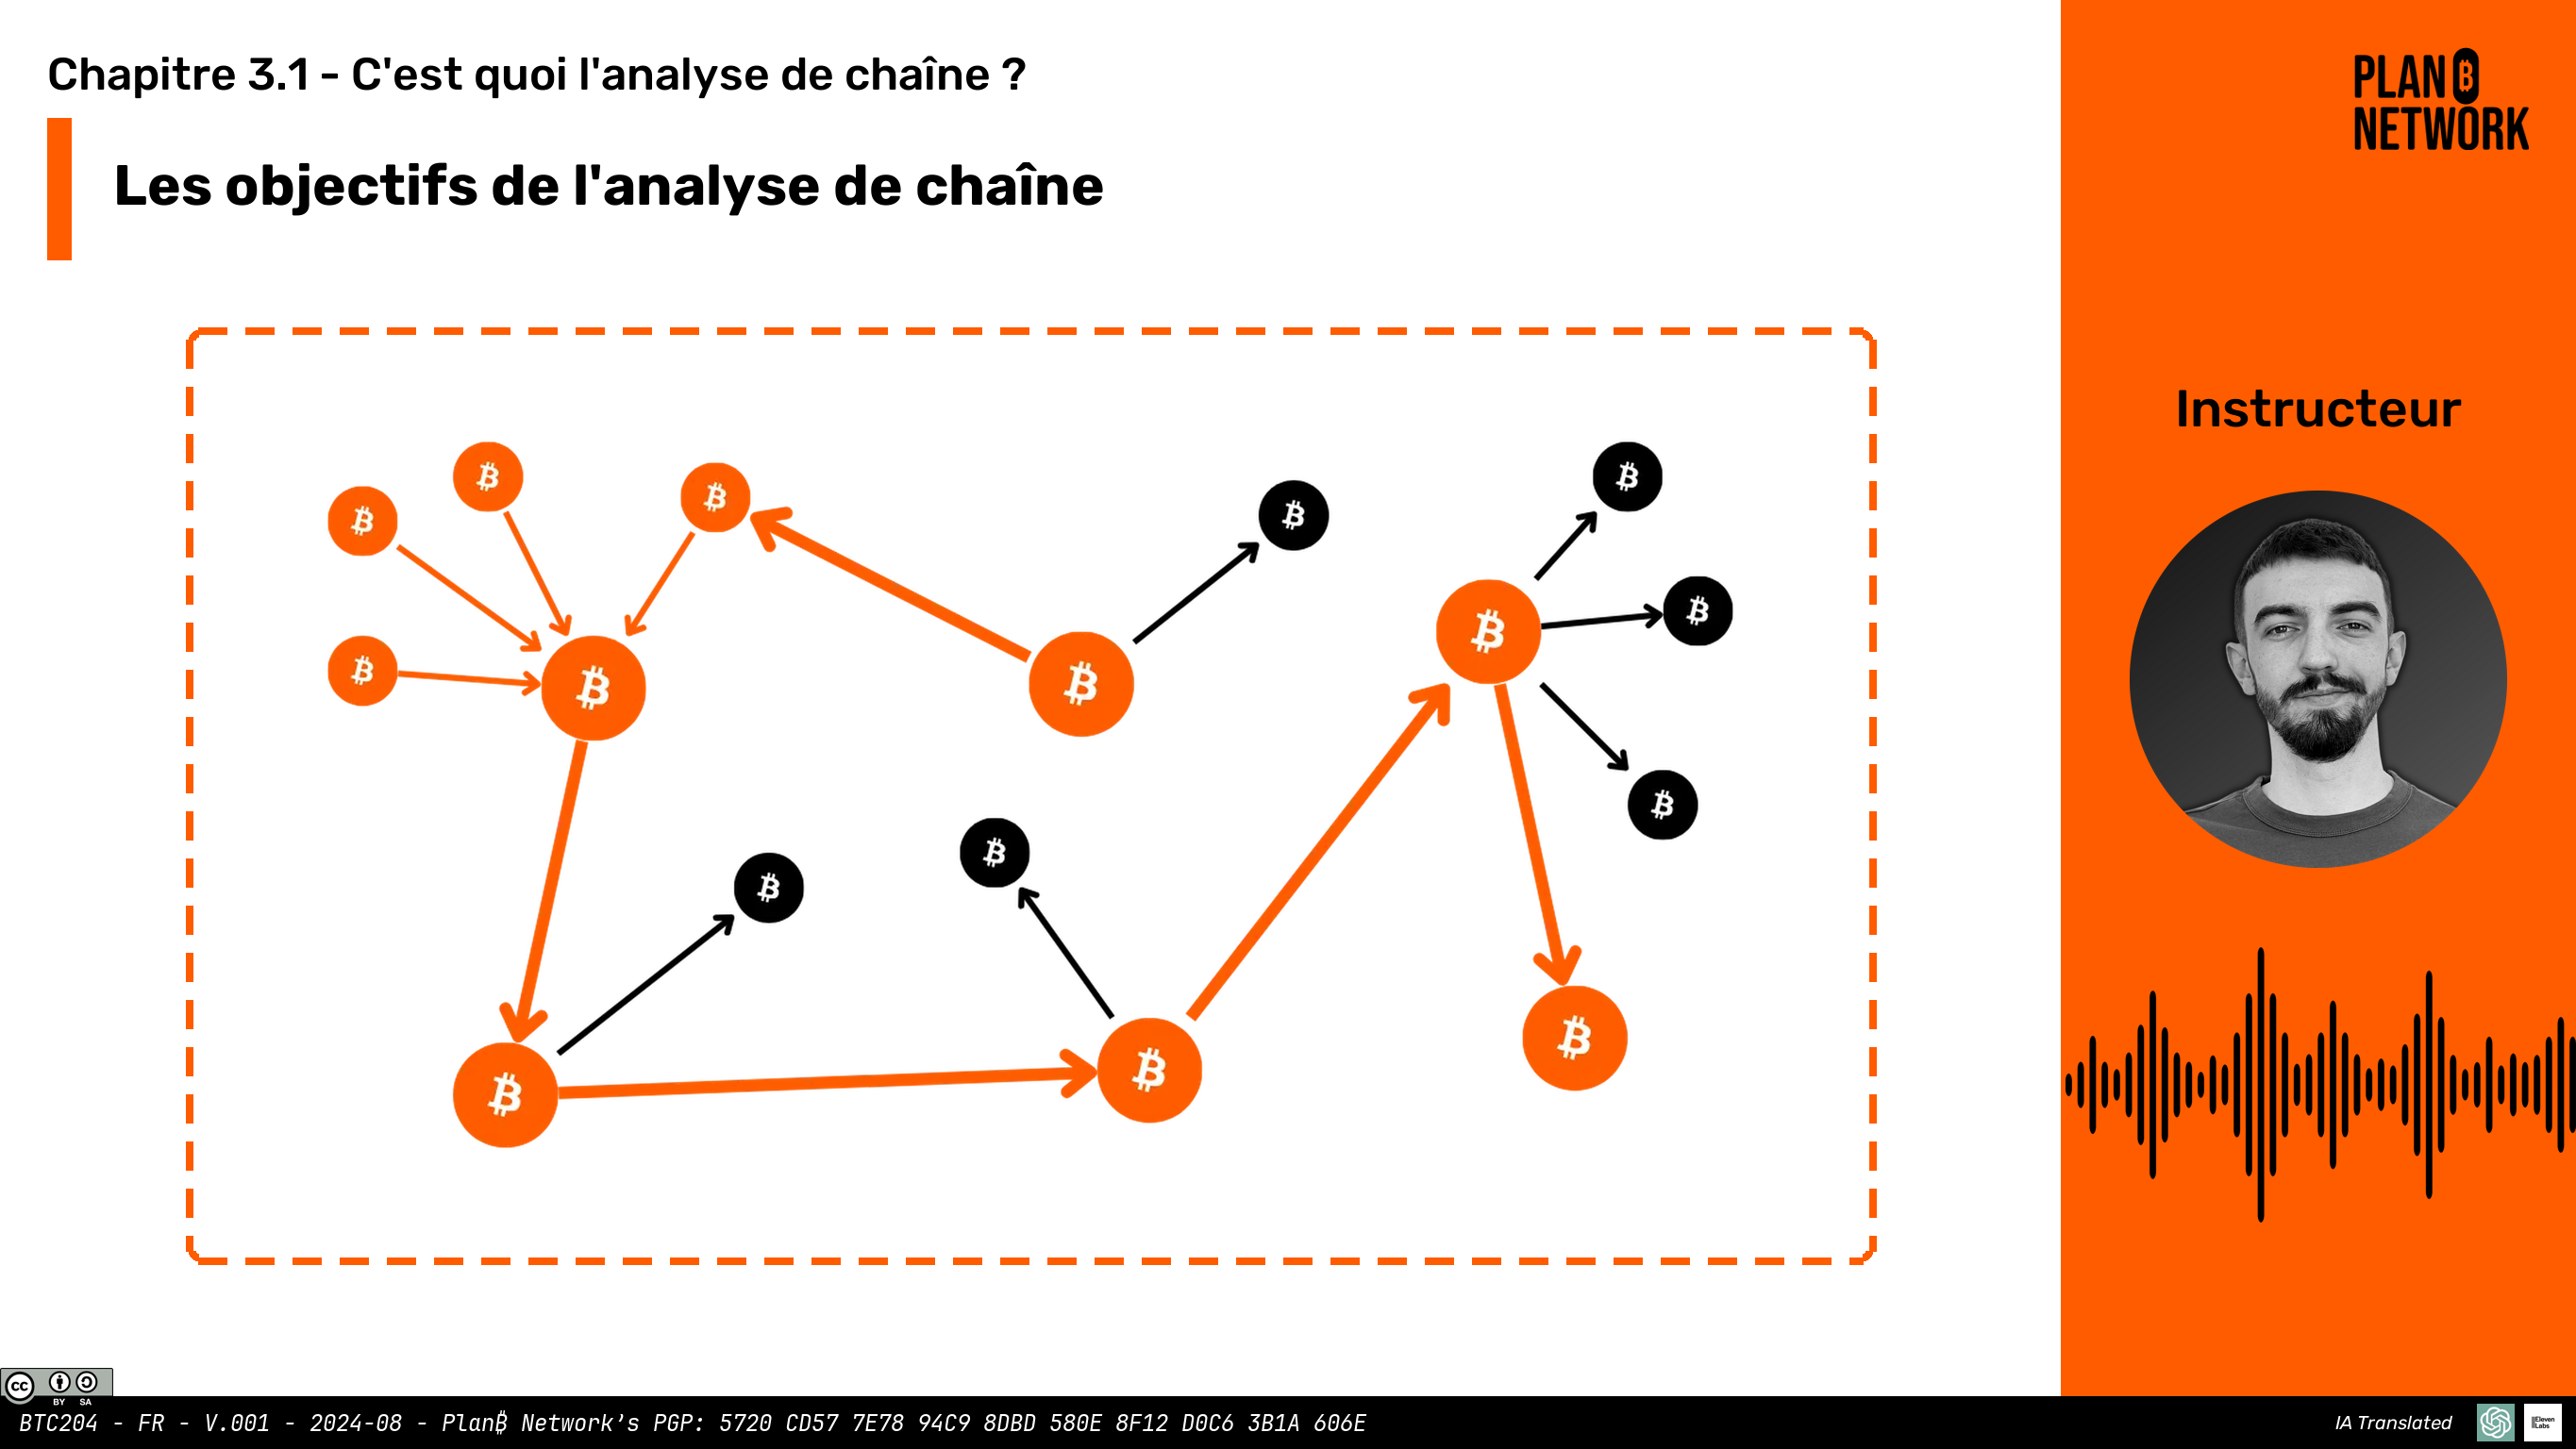 Chapitre 3.1 - C'est quoi l'analyse de chaîne ?
Les objectifs de l'analyse de chaîne
PLAN ₿
NETWORK
Instructeur
CC BY SA
BTC204 - FR - V.001 - 2024-08 - Plan₿ Network’s PGP: 5720 CD57 7E78 94C9 8DBD 580E 8F12 D0C6 3B1A 606E
IA Translated
IIElevenLabs